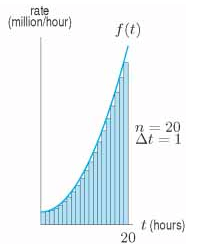 rate
(million/hour)
f(t)
n = 20
Δt = 1
t (hours)
20